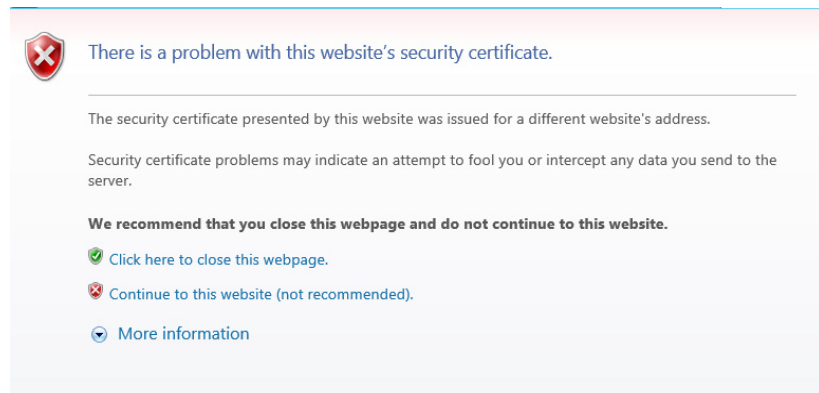 There is a problem with this website's security certificate.
The security certificate presented by this website was issued for a different website's address.
Security certificate problems may indicate an attempt to fool you or intercept any data you send to the
server.
We recommend that you close this webpage and do not continue to this website.
Click here to close this webpage.
Continue to this website (not recommended).
More information